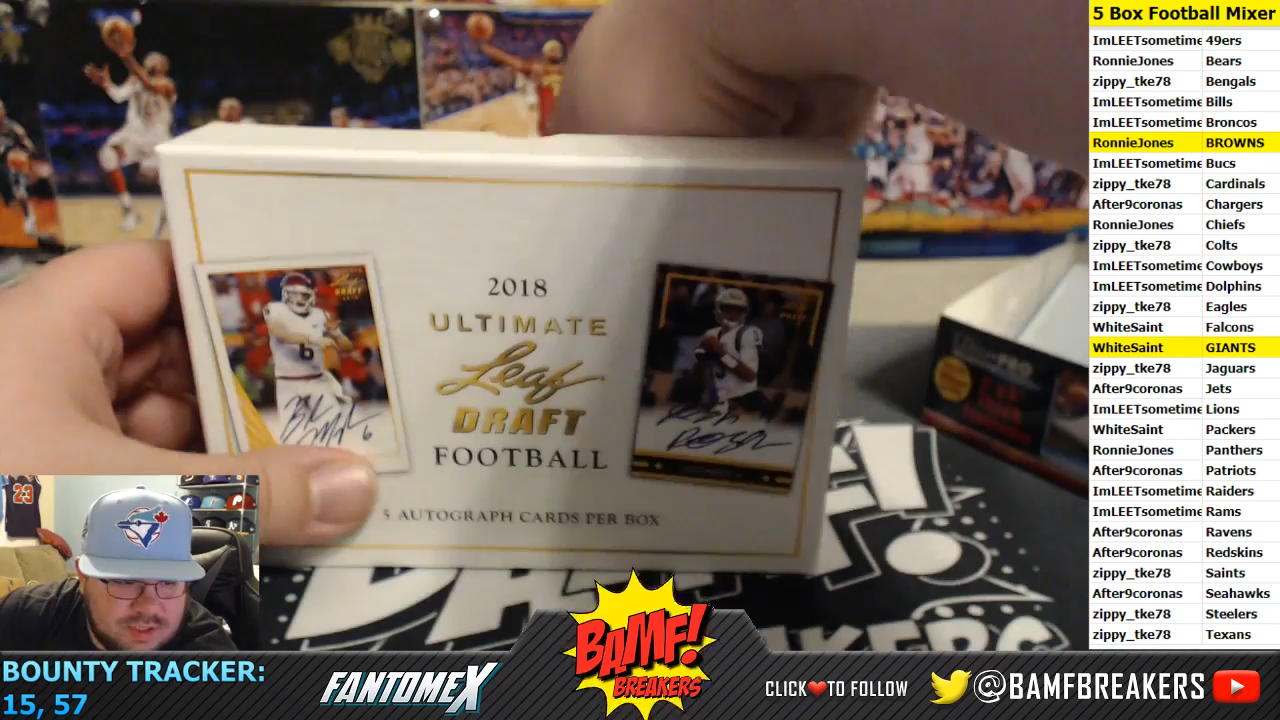 5 Box Football Mixer
ImLEETsometime 49ers
RonnieJones Bears
zippy_tke78 Bengals
ImLEETsometime Bills
ImLEETsometime Broncos
RonnieJones BROWNS
ImLEETsometime Bucs
zippy_tke78 Cardinals
After9coronas Chargers
RonnieJones Chiefs
zippy_tke78 Colts
ImLEETsometime Cowboys
ImLEETsometime Dolphins
zippy_tke78 Eagles
WhiteSaint Falcons
WhiteSaint GIANTS
zippy_tke78 Jaguars
After9coronas Jets
ImLEETsometime Lions
WhiteSaint Packers
RonnieJones Panthers
After9coronas Patriots
ImLEETsometime Raiders
ImLEETsometime Rams
After9coronas Ravens
After9coronas Redskins
zippy_tke78 Saints
After9coronas Seahawks
zippy_tke78 Steelers
zippy_tke78 Texans
2018
ULTIMATE
Leaf
DRAFT
FOOTBALL
5 AUTOGRAPH CARDS PER BOX
6
6
23
BOUNTY TRACKER:
15, 57
FANTOMEX
BAMF!
BREAKERS
CLICK❤TO FOLLOW
@BAMFBREAKERS